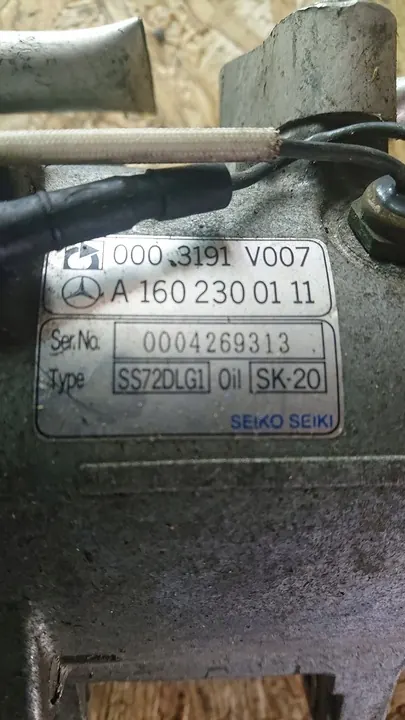 000 3191 V007
A 160 230 01 11
Ser.No. 0004269313
Type SS72DLG1 Oil SK-20
SEIKO SEIKI